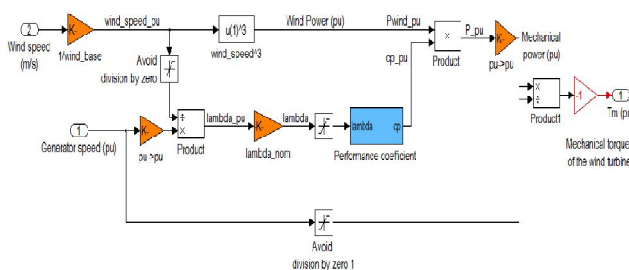 2
Wind speed
(m/s)
K-
1/wind_base
wind_speed_pu
u(1)^3
wind_speed^3
Wind Power (pu)
Pwind_pu
cp_pu
×
Product
P_pu
K-
pu->pu
Mechanical
power (pu)
Avoid
division by zero
1
Generator speed (pu)
K-
pu->pu
÷
×
Product
lambda_pu
K-
lambda_nom
lambda
lambda
cp
Performance coefficient
×
÷
Product1
-1
1
Tm (pu
Mechanical torque
of the wind turbine
Avoid
division by zero 1